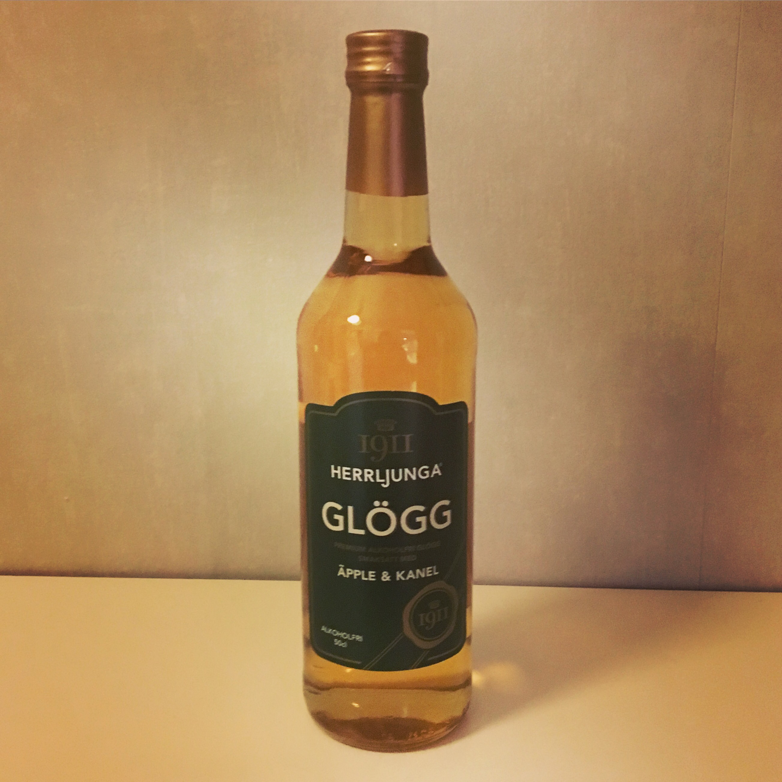 1911
HERRLJUNGA
GLÖGG
ÄPPLE & KANEL
ALKOHOLFRI
50cl
1911